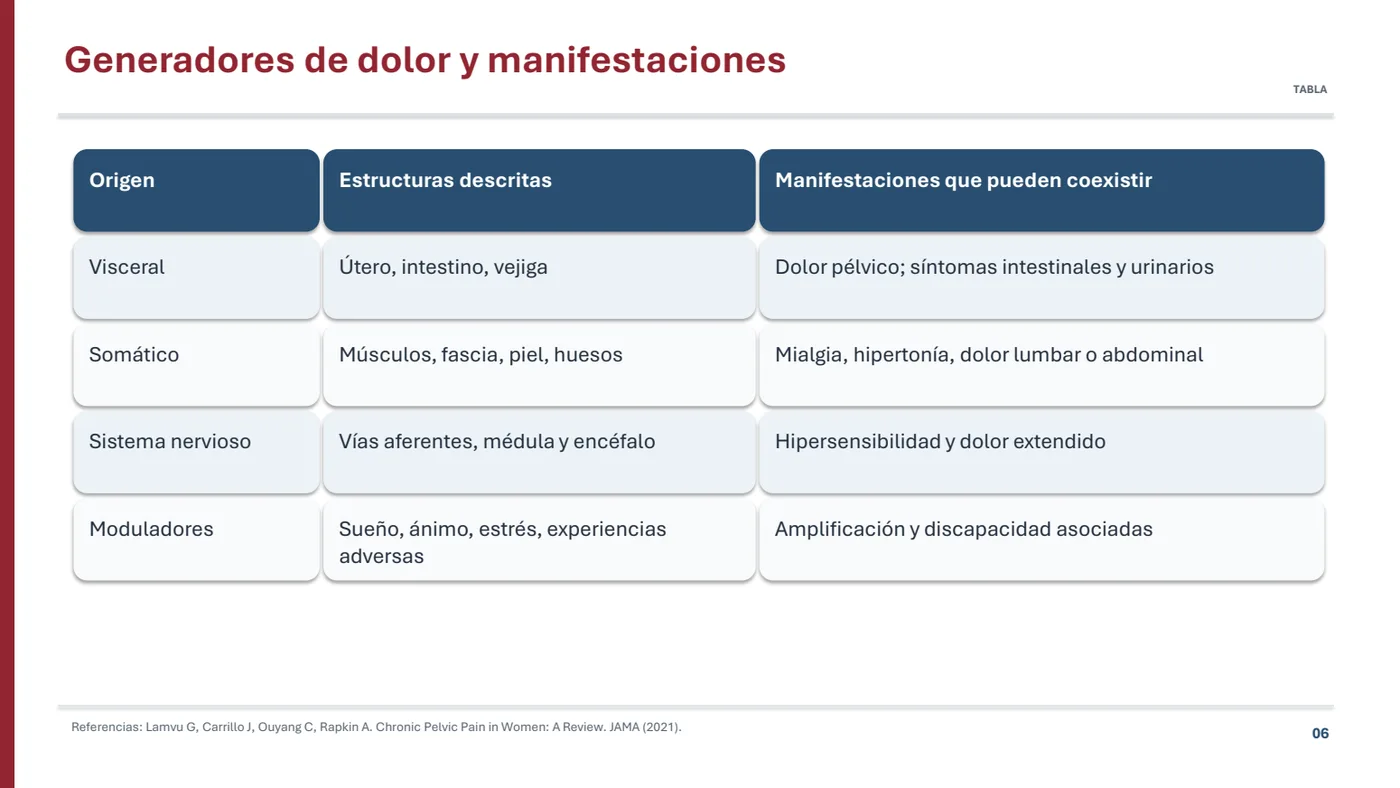 Generadores de dolor y manifestaciones
TABLA
Origen
Estructuras descritas
Manifestaciones que pueden coexistir
Visceral
Útero, intestino, vejiga
Dolor pélvico; síntomas intestinales y urinarios
Somático
Músculos, fascia, piel, huesos
Mialgia, hipertonía, dolor lumbar o abdominal
Sistema nervioso
Vías aferentes, médula y encéfalo
Hipersensibilidad y dolor extendido
Moduladores
Sueño, ánimo, estrés, experiencias
adversas
Amplificación y discapacidad asociadas
Referencias: Lamvu G, Carrillo J, Ouyang C, Rapkin A. Chronic Pelvic Pain in Women: A Review. JAMA (2021).
06